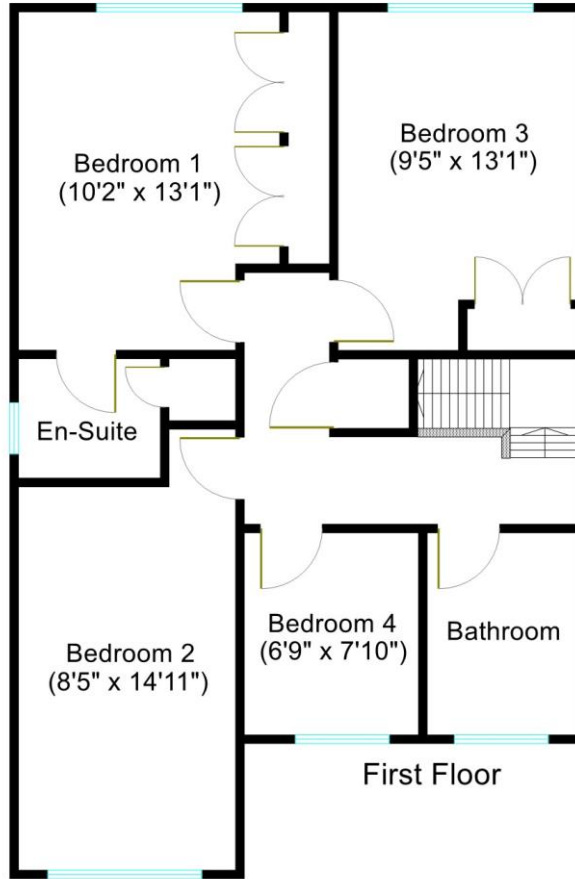 Bedroom 1
(10'2" x 13'1")
Bedroom 3
(9'5" x 13'1")
En-Suite
Bedroom 2
(8'5" x 14'11")
Bedroom 4
(6'9" x 7'10")
Bathroom
First Floor